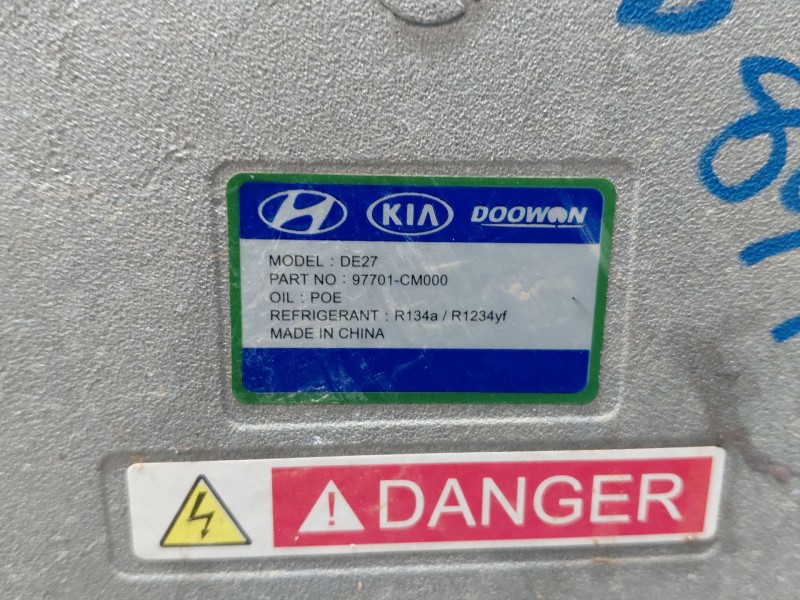 KIA DOOWON
MODEL : DE27
PART NO : 97701-CM000
OIL : POE
REFRIGERANT : R134a / R1234yf
MADE IN CHINA
DANGER